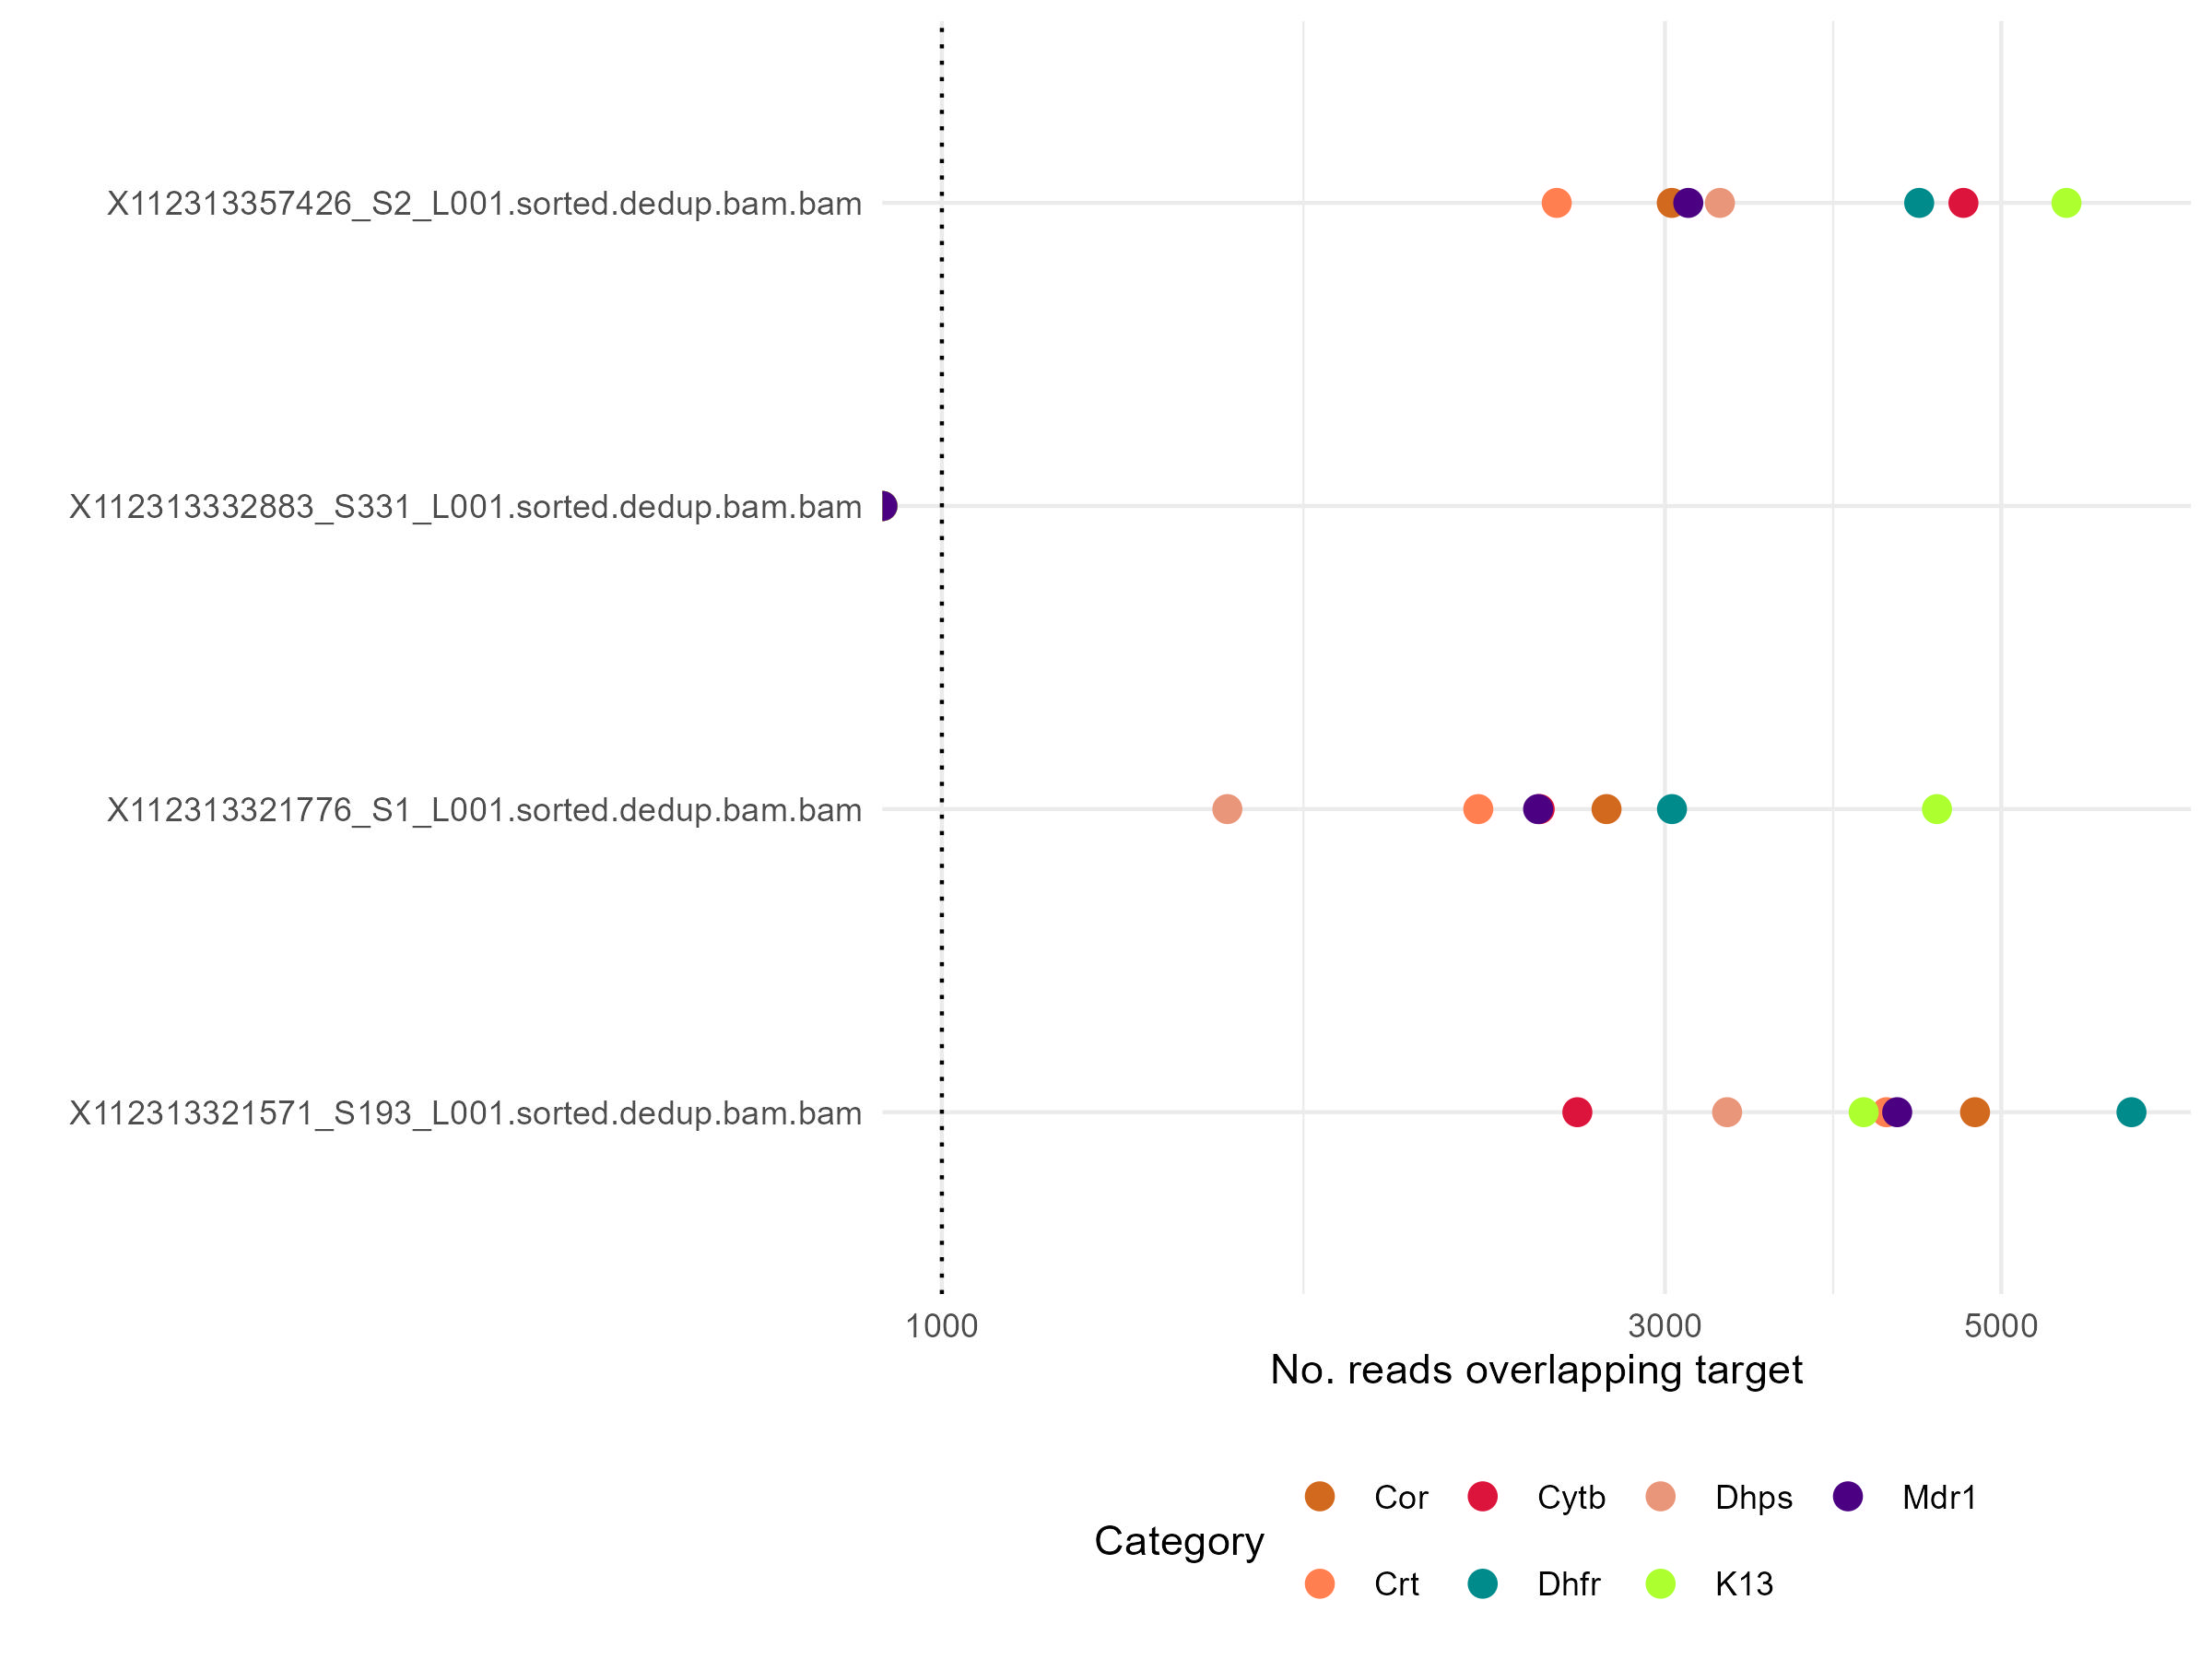 X112313357426_S2_L001.sorted.dedup.bam.bam
X112313332883_S331_L001.sorted.dedup.bam.bam
X112313321776_S1_L001.sorted.dedup.bam.bam
X112313321571_S193_L001.sorted.dedup.bam.bam
1000 3000 5000
No. reads overlapping target
Category
Cor Cytb Dhps Mdr1
Crt Dhfr K13